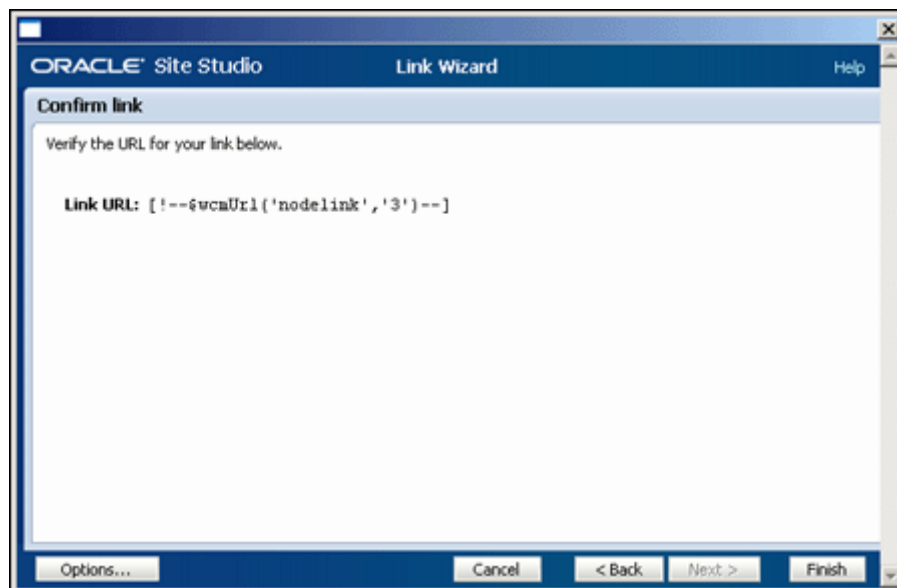 ORACLE' Site Studio Link Wizard Help
Confirm link
Verify the URL for your link below.
Link URL: [!--$wcmUrl('nodelink','3')--]
Options... Cancel < Back Next > Finish